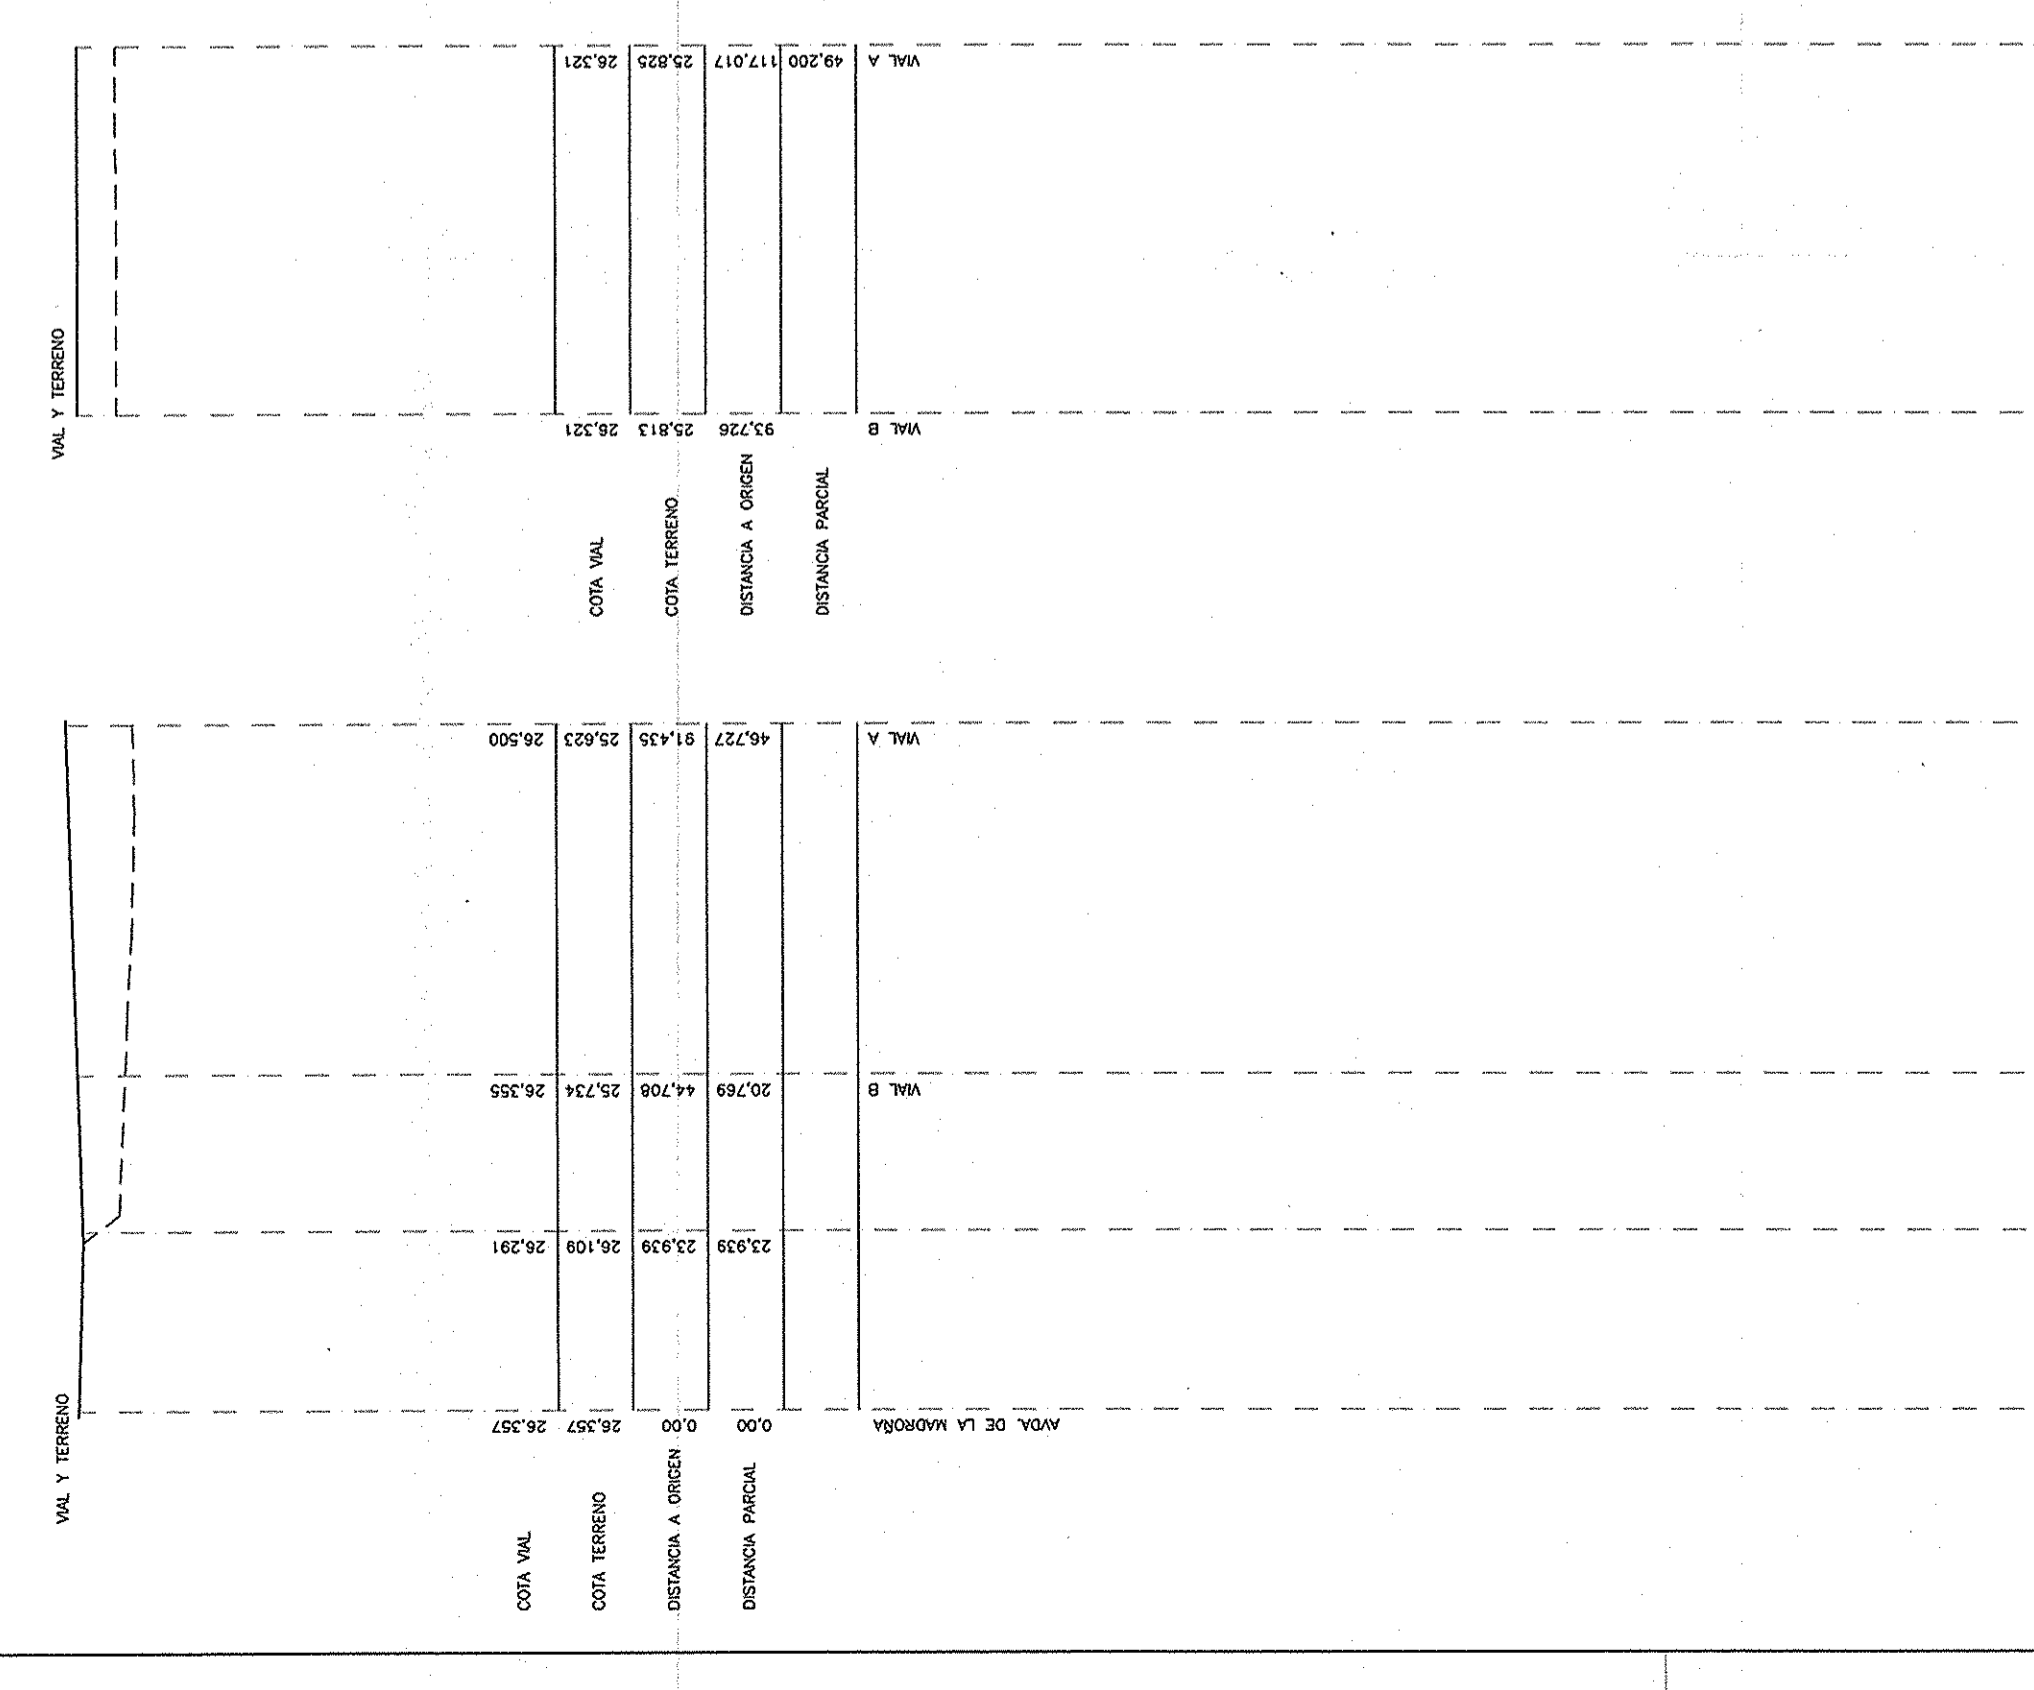 VIAL Y TERRENO
COTA VIAL
26,357
26,291
26,355
26,500
COTA TERRENO
26,357
26,109
25,734
25,623
DISTANCIA A ORIGEN
0,00
23,939
44,708
91,435
DISTANCIA PARCIAL
0,00
23,939
20,769
46,727
AVDA. DE LA MADROÑA
VIAL B
VIAL A
VIAL Y TERRENO
COTA VIAL
26,321
26,321
COTA TERRENO
25,813
25,825
DISTANCIA A ORIGEN
93,726
117,017
DISTANCIA PARCIAL
49,200
VIAL B
VIAL A